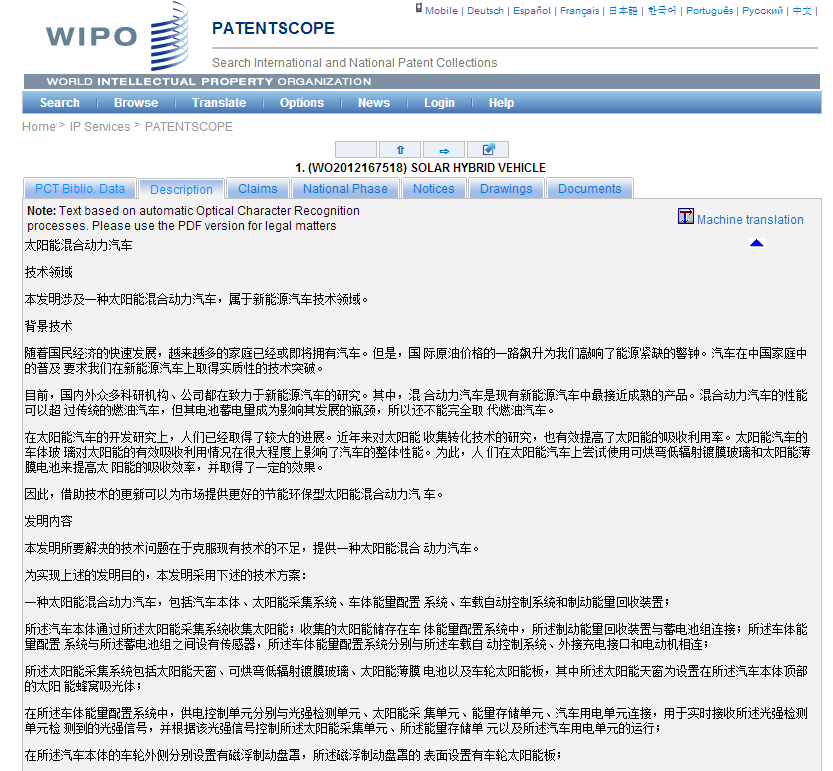 Mobile | Deutsch | Español | Français | 日本語 | 한국어 | Português | Русский | 中文 |
WIPO
PATENTSCOPE
Search International and National Patent Collections
WORLD INTELLECTUAL PROPERTY ORGANIZATION
Search | Browse | Translate | Options | News | Login | Help
Home > IP Services > PATENTSCOPE
1. (WO2012167518) SOLAR HYBRID VEHICLE
PCT Biblio. Data Description Claims National Phase Notices Drawings Documents
Note: Text based on automatic Optical Character Recognition
processes. Please use the PDF version for legal matters
Machine translation
太阳能混合动力汽车
技术领域
本发明涉及一种太阳能混合动力汽车，属于新能源汽车技术领域。
背景技术
随着国民经济的快速发展，越来越多的家庭已经或即将拥有汽车。但是，国 际原油价格的一路飙升为我们敲响了能源紧缺的警钟。汽车在中国家庭中
的普及 要求我们在新能源汽车上取得实质性的技术突破。
目前，国内外众多科研机构、公司都在致力于新能源汽车的研究。其中，混 合动力汽车是现有新能源汽车中最接近成熟的产品。混合动力汽车的性能
可以超 过传统的燃油汽车，但其电池蓄电量成为影响其发展的瓶颈，所以还不能完全取 代燃油汽车。
在太阳能汽车的开发研究上，人们已经取得了较大的进展。近年来对太阳能 收集转化技术的研究，也有效提高了太阳能的吸收利用率。太阳能汽车的
车体玻 璃对太阳能的有效吸收利用情况在很大程度上影响了汽车的整体性能。为此，人 们在太阳能汽车上尝试使用可烘弯低辐射镀膜玻璃和太阳能薄
膜电池来提高太 阳能的吸收效率，并取得了一定的效果。
因此，借助技术的更新可以为市场提供更好的节能环保型太阳能混合动力汽 车。
发明内容
本发明所要解决的技术问题在于克服现有技术的不足，提供一种太阳能混合 动力汽车。
为实现上述的发明目的，本发明采用下述的技术方案：
一种太阳能混合动力汽车，包括汽车本体、太阳能采集系统、车体能量配置 系统、车载自动控制系统和制动能量回收装置；
所述汽车本体通过所述太阳能采集系统收集太阳能；收集的太阳能储存在车 体能量配置系统中，所述制动能量回收装置与蓄电池组连接；所述车体能
量配置 系统与所述蓄电池组之间设有传感器，所述车体能量配置系统分别与所述车载自 动控制系统、外接充电接口和电动机相连；
所述太阳能采集系统包括太阳能天窗、可烘弯低辐射镀膜玻璃、太阳能薄膜 电池以及车轮太阳能板，其中所述太阳能天窗为设置在所述汽车本体顶部
的太阳 能蜂窝吸光体；
在所述车体能量配置系统中，供电控制单元分别与光强检测单元、太阳能采 集单元、能量存储单元、汽车用电单元连接，用于实时接收所述光强检测
单元检 测到的光强信号，并根据该光强信号控制所述太阳能采集单元、所述能量存储单 元以及所述汽车用电单元的运行；
在所述汽车本体的车轮外侧分别设置有磁浮制动盘罩，所述磁浮制动盘罩的 表面设置有车轮太阳能板；